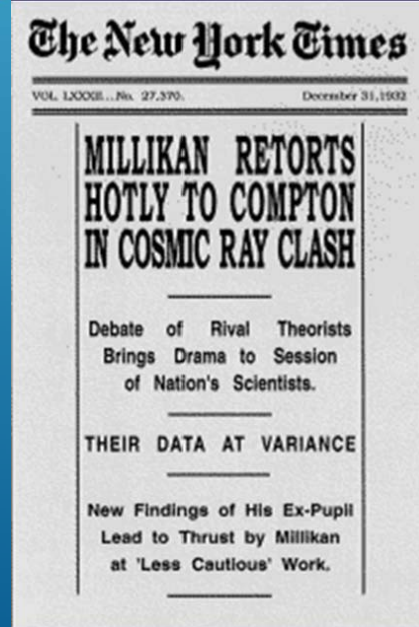 The New York Times
VOL. LXXXII...No. 27,370.
December 31,1932
MILLIKAN RETORTS
HOTLY TO COMPTON
IN COSMIC RAY CLASH
Debate of Rival Theorists
Brings Drama to Session
of Nation's Scientists.
THEIR DATA AT VARIANCE
New Findings of His Ex-Pupil
Lead to Thrust by Millikan
at 'Less Cautious' Work.